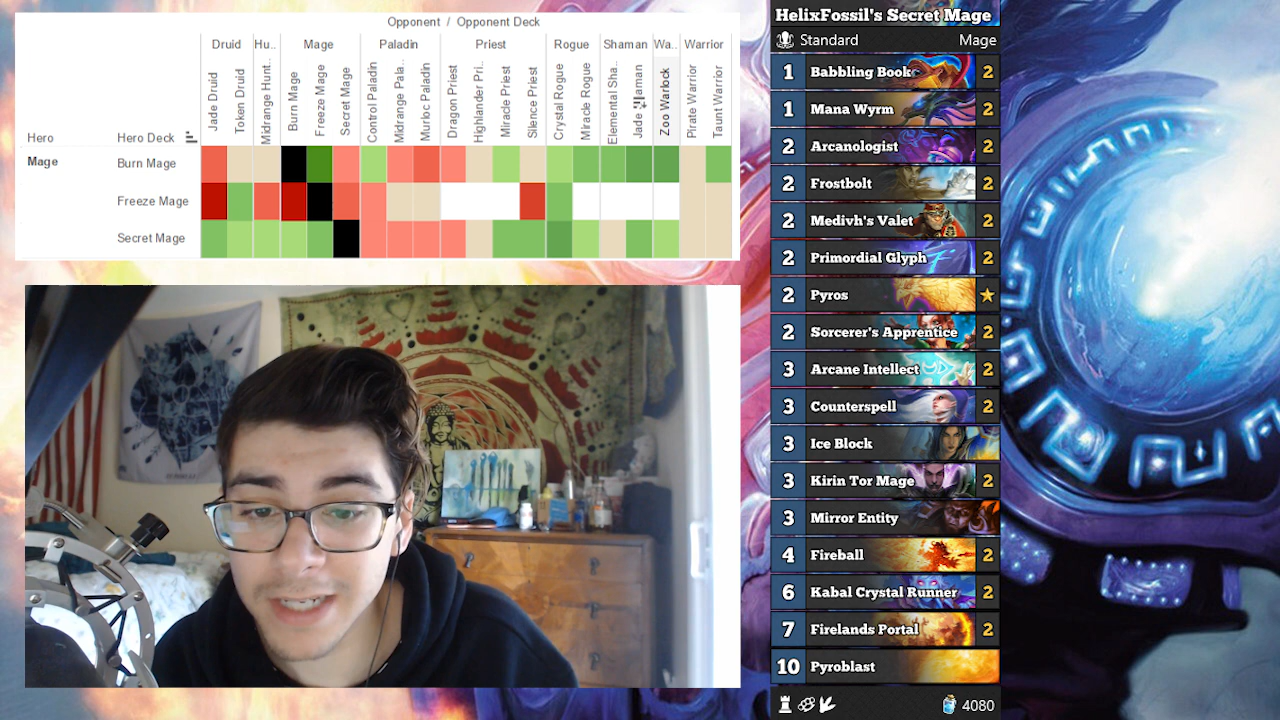 Opponent / Opponent Deck
Druid Hu.. Mage Paladin Priest Rogue Shaman Wa.. Warrior
Hero Hero Deck Jade Druid Token Druid Midrange Hunt.. Burn Mage Freeze Mage Secret Mage Control Paladin Midrange Pala.. Murloc Paladin Dragon Priest Highlander Pri.. Miracle Priest Silence Priest Crystal Rogue Miracle Rogue Elemental Sha.. Jade Shaman Zoo Warlock Pirate Warrior Taunt Warrior
Mage Burn Mage
Freeze Mage
Secret Mage
HelixFossil's Secret Mage
Standard Mage
1 Babbling Book 2
1 Mana Wyrm 2
2 Arcanologist 2
2 Frostbolt 2
2 Medivh's Valet 2
2 Primordial Glyph 2
2 Pyros ★
2 Sorcerer's Apprentice 2
3 Arcane Intellect 2
3 Counterspell 2
3 Ice Block
3 Kirin Tor Mage 2
3 Mirror Entity
4 Fireball 2
6 Kabal Crystal Runner 2
7 Firelands Portal 2
10 Pyroblast
4080